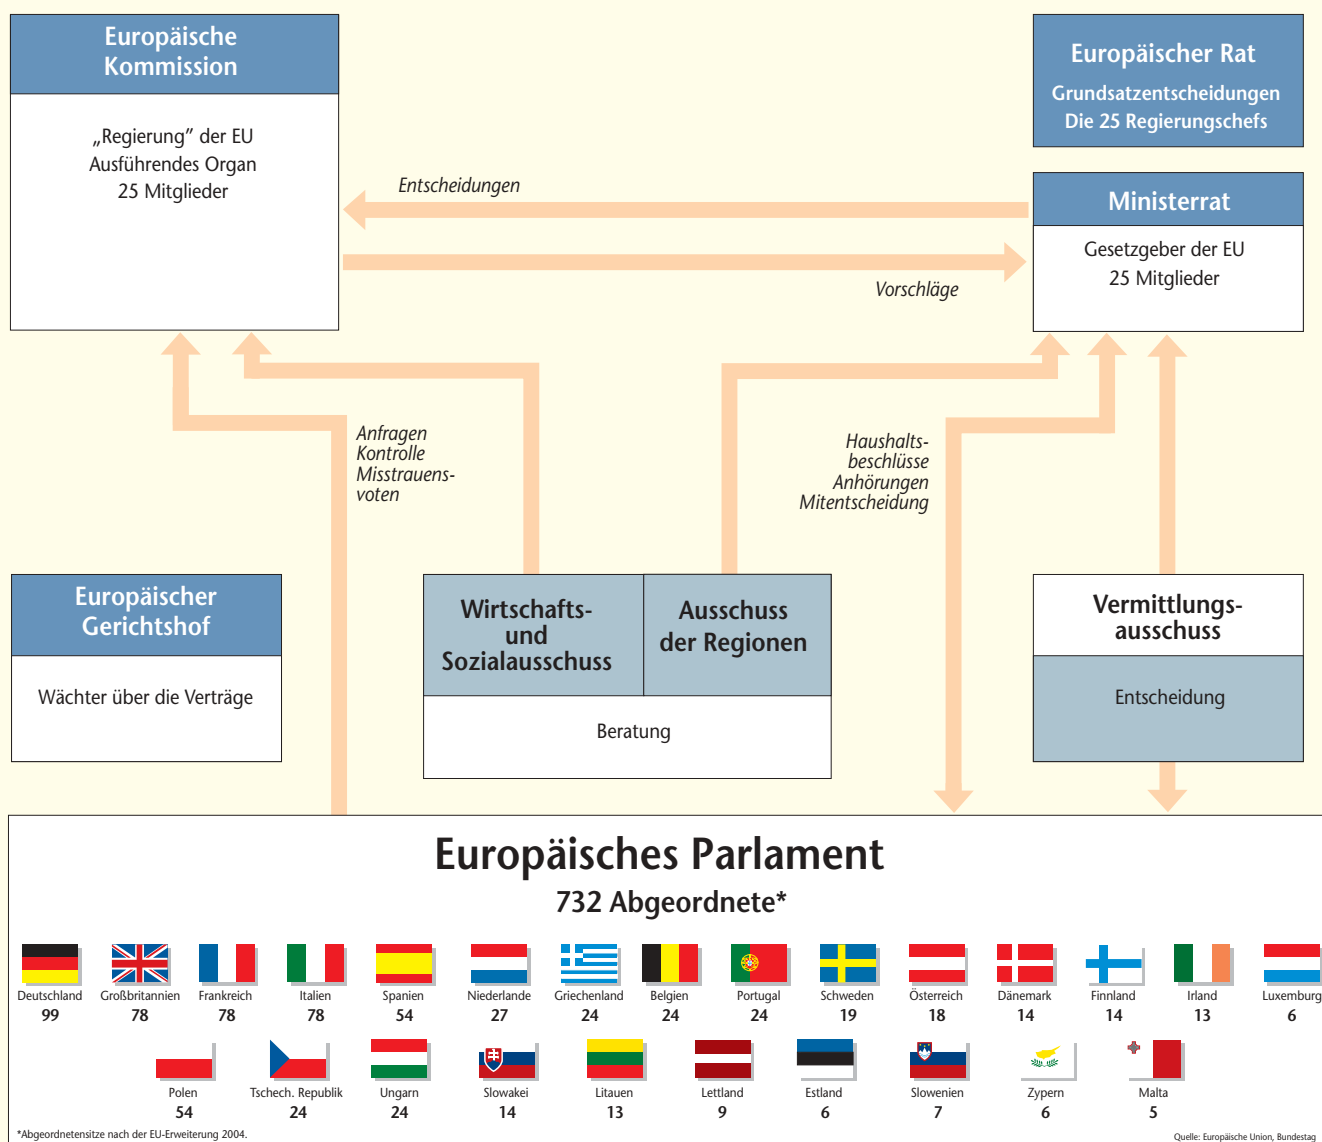 Europäische
Kommission
„Regierung” der EU
Ausführendes Organ
25 Mitglieder
Europäischer Rat
Grundsatzentscheidungen
Die 25 Regierungschefs
Entscheidungen
Ministerrat
Gesetzgeber der EU
25 Mitglieder
Vorschläge
Anfragen
Kontrolle
Misstrauens-
voten
Haushalts-
beschlüsse
Anhörungen
Mitentscheidung
Europäischer
Gerichtshof
Wächter über die Verträge
Wirtschafts-
und
Sozialausschuss
Ausschuss
der Regionen
Beratung
Vermittlungs-
ausschuss
Entscheidung
Europäisches Parlament
732 Abgeordnete*
Deutschland Großbritannien Frankreich Italien Spanien Niederlande Griechenland Belgien Portugal Schweden Österreich Dänemark Finnland Irland Luxemburg
99 78 78 78 54 27 24 24 24 19 18 14 14 13 6
Polen Tschech. Republik Ungarn Slowakei Litauen Lettland Estland Slowenien Zypern Malta
54 24 24 14 13 9 6 7 6 5
*Abgeordnetensitze nach der EU-Erweiterung 2004.
Quelle: Europäische Union, Bundestag